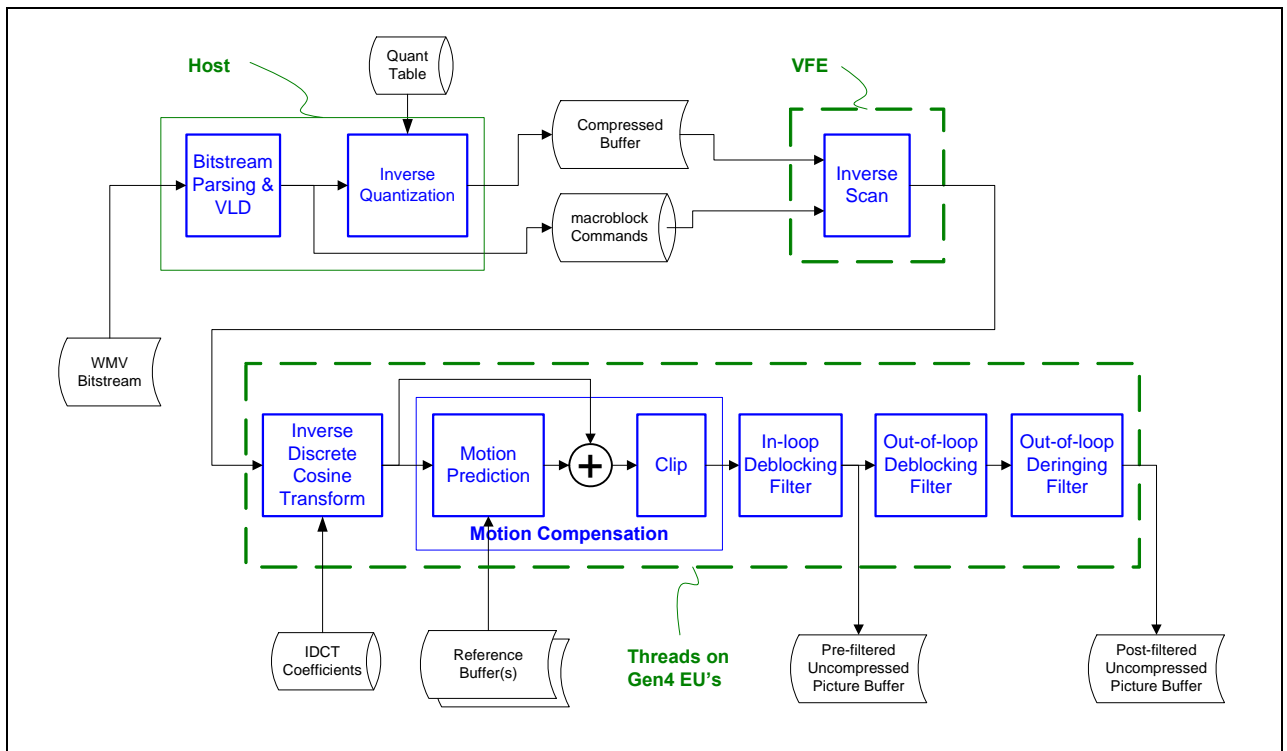 Quant
Table
Host
VFE
Compressed
Buffer
Bitstream
Parsing &
VLD
Inverse
Quantization
Inverse
Scan
macroblock
Commands
WMV
Bitstream
Inverse
Discrete
Cosine
Transform
Motion
Prediction
+
Clip
In-loop
Deblocking
Filter
Out-of-loop
Deblocking
Filter
Out-of-loop
Deringing
Filter
Motion Compensation
IDCT
Coefficients
Reference
Buffer(s)
Threads on
Gen4 EU's
Pre-filtered
Uncompressed
Picture Buffer
Post-filtered
Uncompressed
Picture Buffer